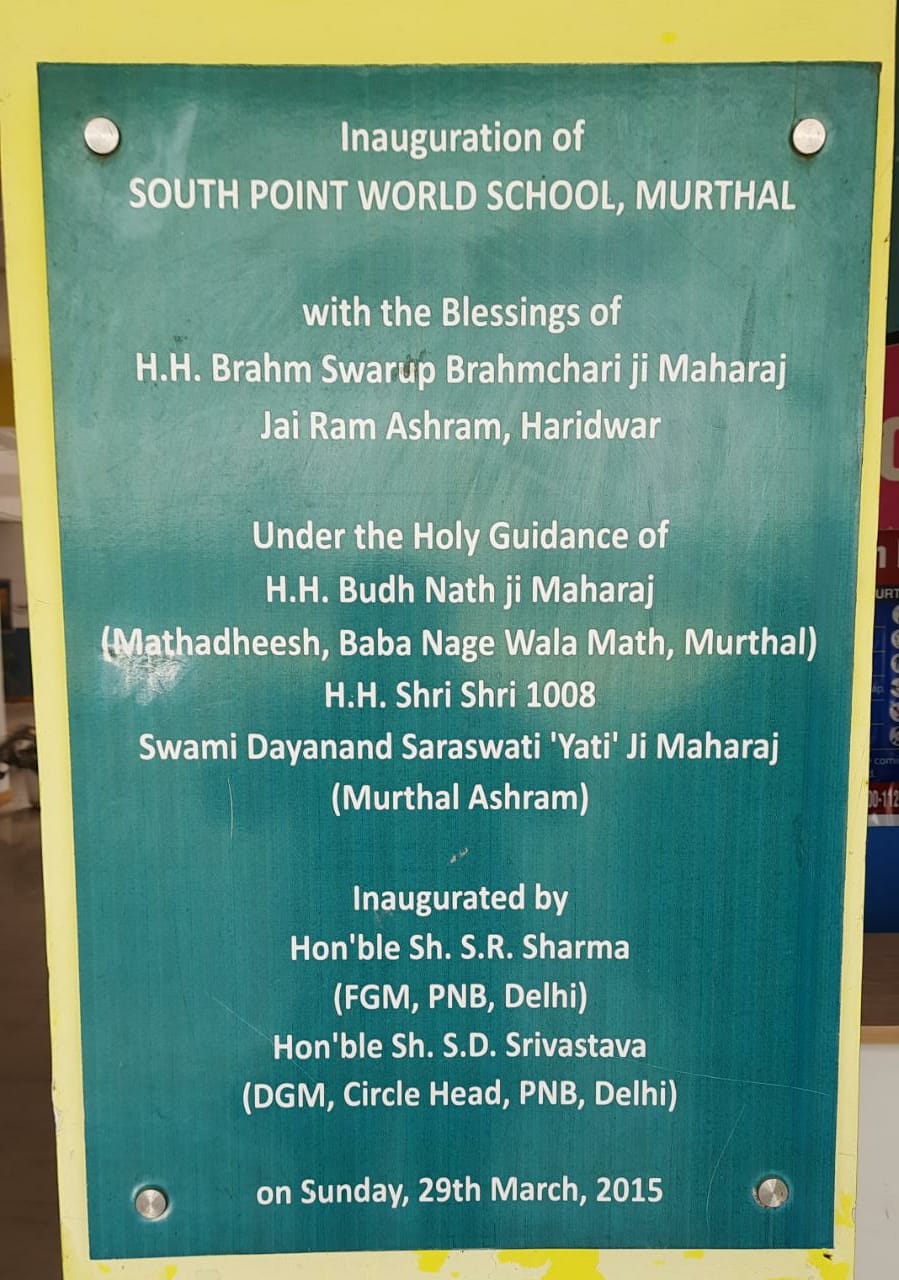 Inauguration of
SOUTH POINT WORLD SCHOOL, MURTHAL
with the Blessings of
H.H. Brahm Swarup Brahmchari ji Maharaj
Jai Ram Ashram, Haridwar
Under the Holy Guidance of
H.H. Budh Nath ji Maharaj
(Mathadheesh, Baba Nage Wala Math, Murthal)
H.H. Shri Shri 1008
Swami Dayanand Saraswati 'Yati' Ji Maharaj
(Murthal Ashram)
Inaugurated by
Hon'ble Sh. S.R. Sharma
(FGM, PNB, Delhi)
Hon'ble Sh. S.D. Srivastava
(DGM, Circle Head, PNB, Delhi)
on Sunday, 29th March, 2015